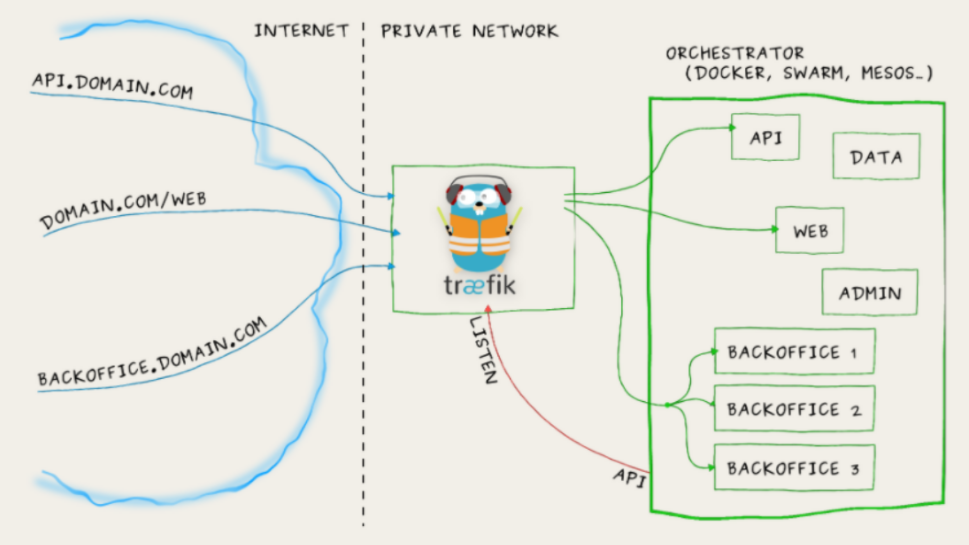 INTERNET
PRIVATE NETWORK
ORCHESTRATOR
(DOCKER, SWARM, MESOS...)
API.DOMAIN.COM
DOMAIN.COM/WEB
BACKOFFICE.DOMAIN.COM
træfik
LISTEN
API
API
DATA
WEB
ADMIN
BACKOFFICE 1
BACKOFFICE 2
BACKOFFICE 3